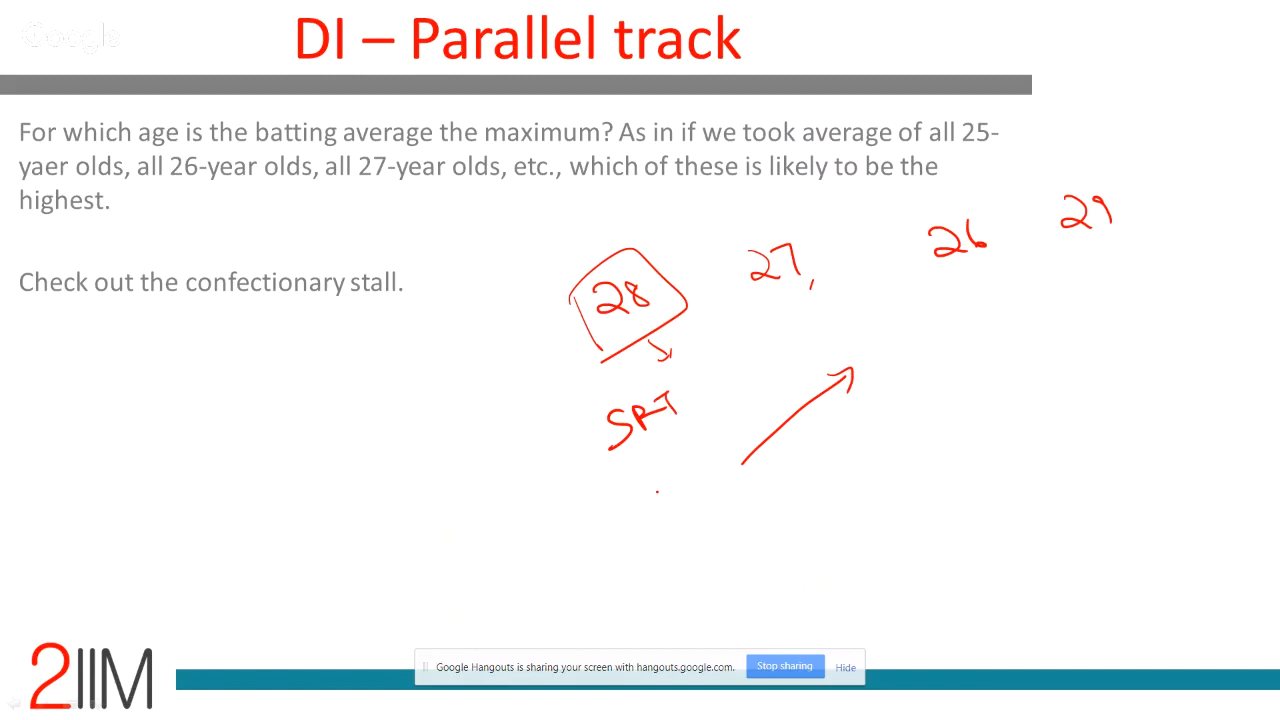 Google
DI – Parallel track
For which age is the batting average the maximum? As in if we took average of all 25-
yaer olds, all 26-year olds, all 27-year olds, etc., which of these is likely to be the
highest.
29
26
27,
Check out the confectionary stall.
28
SRT
2IIM
Google Hangouts is sharing your screen with hangouts.google.com.
Stop sharing
Hide